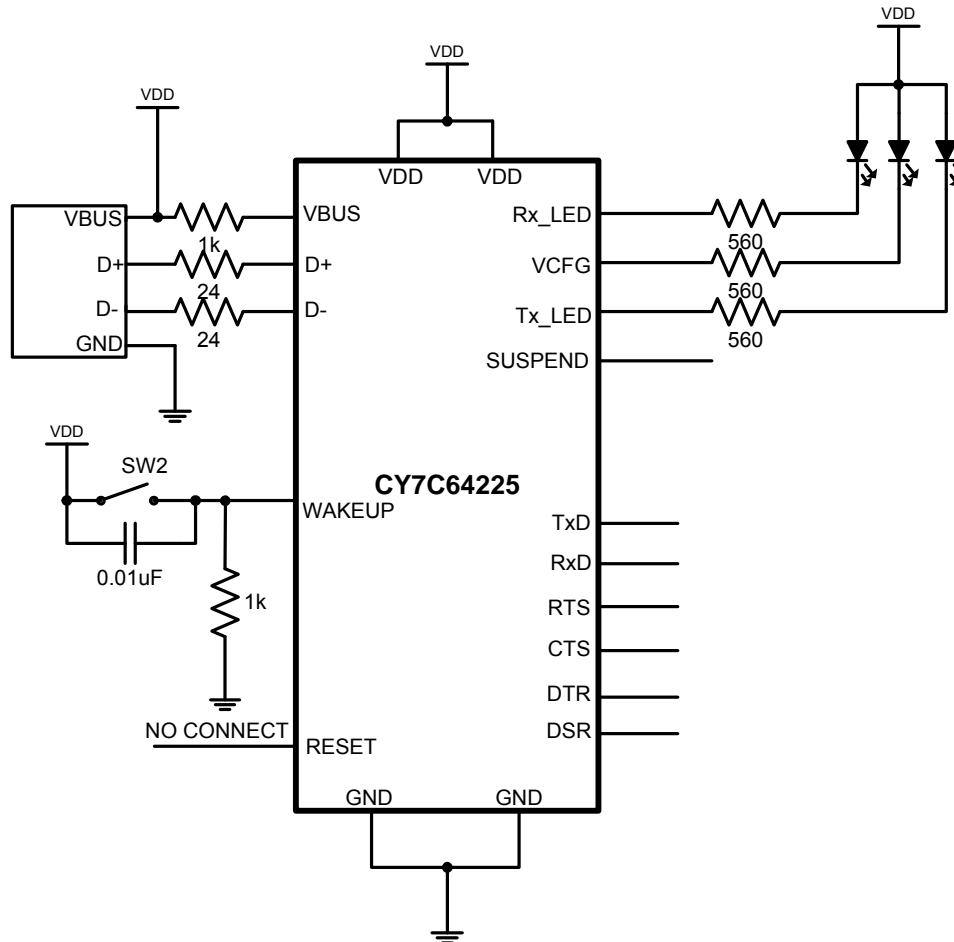 VDD
VDD
VDD
VDD VDD
VBUS
VBUS
1k
D+
D+
24
D-
D-
24
GND
Rx_LED
560
VCFG
560
Tx_LED
560
SUSPEND
VDD
SW2
0.01uF
WAKEUP
1k
CY7C64225
TxD
RxD
RTS
CTS
DTR
DSR
NO CONNECT
RESET
GND GND